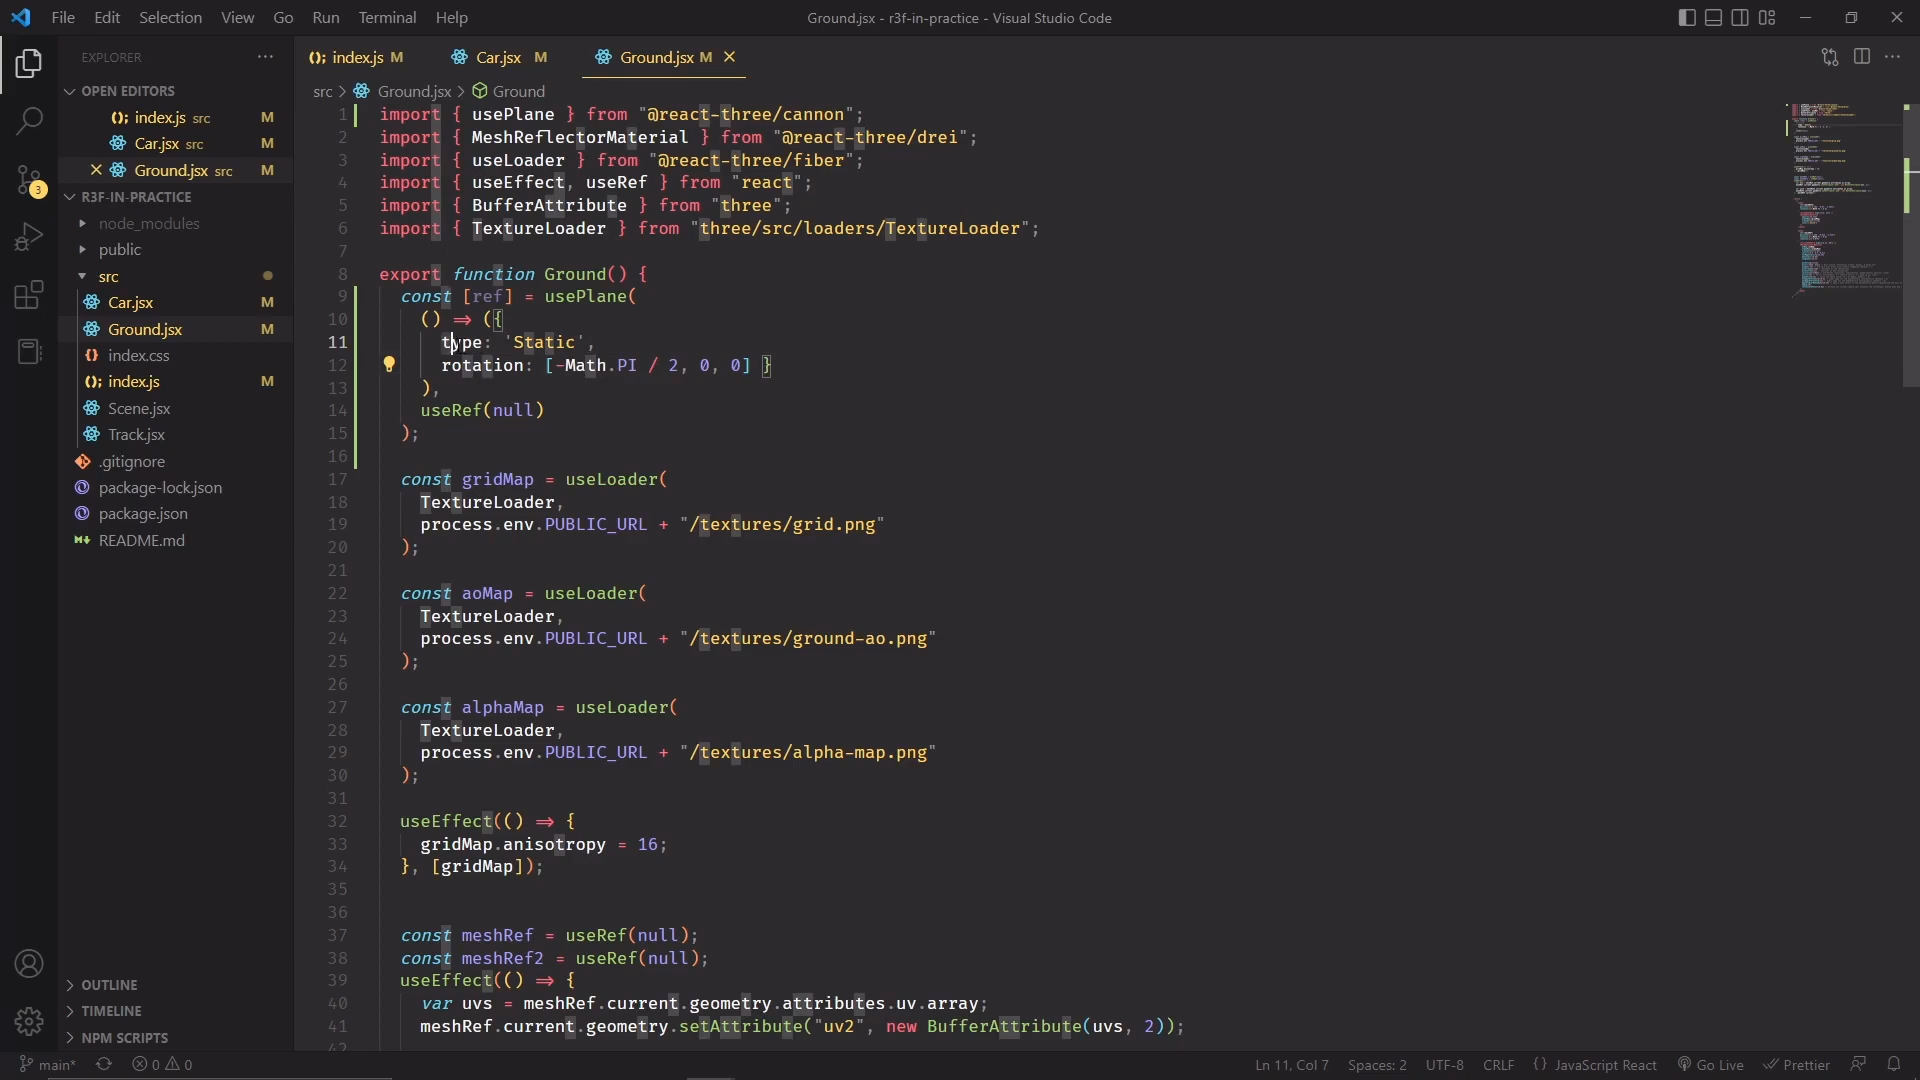 File Edit Selection View Go Run Terminal Help
Ground.jsx - r3f-in-practice - Visual Studio Code
EXPLORER
OPEN EDITORS
index.js src M
Car.jsx src M
Ground.jsx src M
R3F-IN-PRACTICE
node_modules
public
src
Car.jsx M
Ground.jsx M
index.css
index.js M
Scene.jsx
Track.jsx
.gitignore
package-lock.json
package.json
README.md
OUTLINE
TIMELINE
NPM SCRIPTS
3
index.js M
Car.jsx M
Ground.jsx M
src > Ground.jsx > Ground
1 import { usePlane } from "@react-three/cannon";
2 import { MeshReflectorMaterial } from "@react-three/drei";
3 import { useLoader } from "@react-three/fiber";
4 import { useEffect, useRef } from "react";
5 import { BufferAttribute } from "three";
6 import { TextureLoader } from "three/src/loaders/TextureLoader";
7
8 export function Ground() {
9 const [ref] = usePlane(
10 () => ({
11 type: 'Static',
12 rotation: [-Math.PI / 2, 0, 0] }
13 ),
14 useRef(null)
15 );
16
17 const gridMap = useLoader(
18 TextureLoader,
19 process.env.PUBLIC_URL + "/textures/grid.png"
20 );
21
22 const aoMap = useLoader(
23 TextureLoader,
24 process.env.PUBLIC_URL + "/textures/ground-ao.png"
25 );
26
27 const alphaMap = useLoader(
28 TextureLoader,
29 process.env.PUBLIC_URL + "/textures/alpha-map.png"
30 );
31
32 useEffect(() => {
33 gridMap.anisotropy = 16;
34 }, [gridMap]);
35
36
37 const meshRef = useRef(null);
38 const meshRef2 = useRef(null);
39 useEffect(() => {
40 var uvs = meshRef.current.geometry.attributes.uv.array;
41 meshRef.current.geometry.setAttribute("uv2", new BufferAttribute(uvs, 2));
42
main* 0 0
Ln 11, Col 7 Spaces: 2 UTF-8 CRLF JavaScript React Go Live Prettier